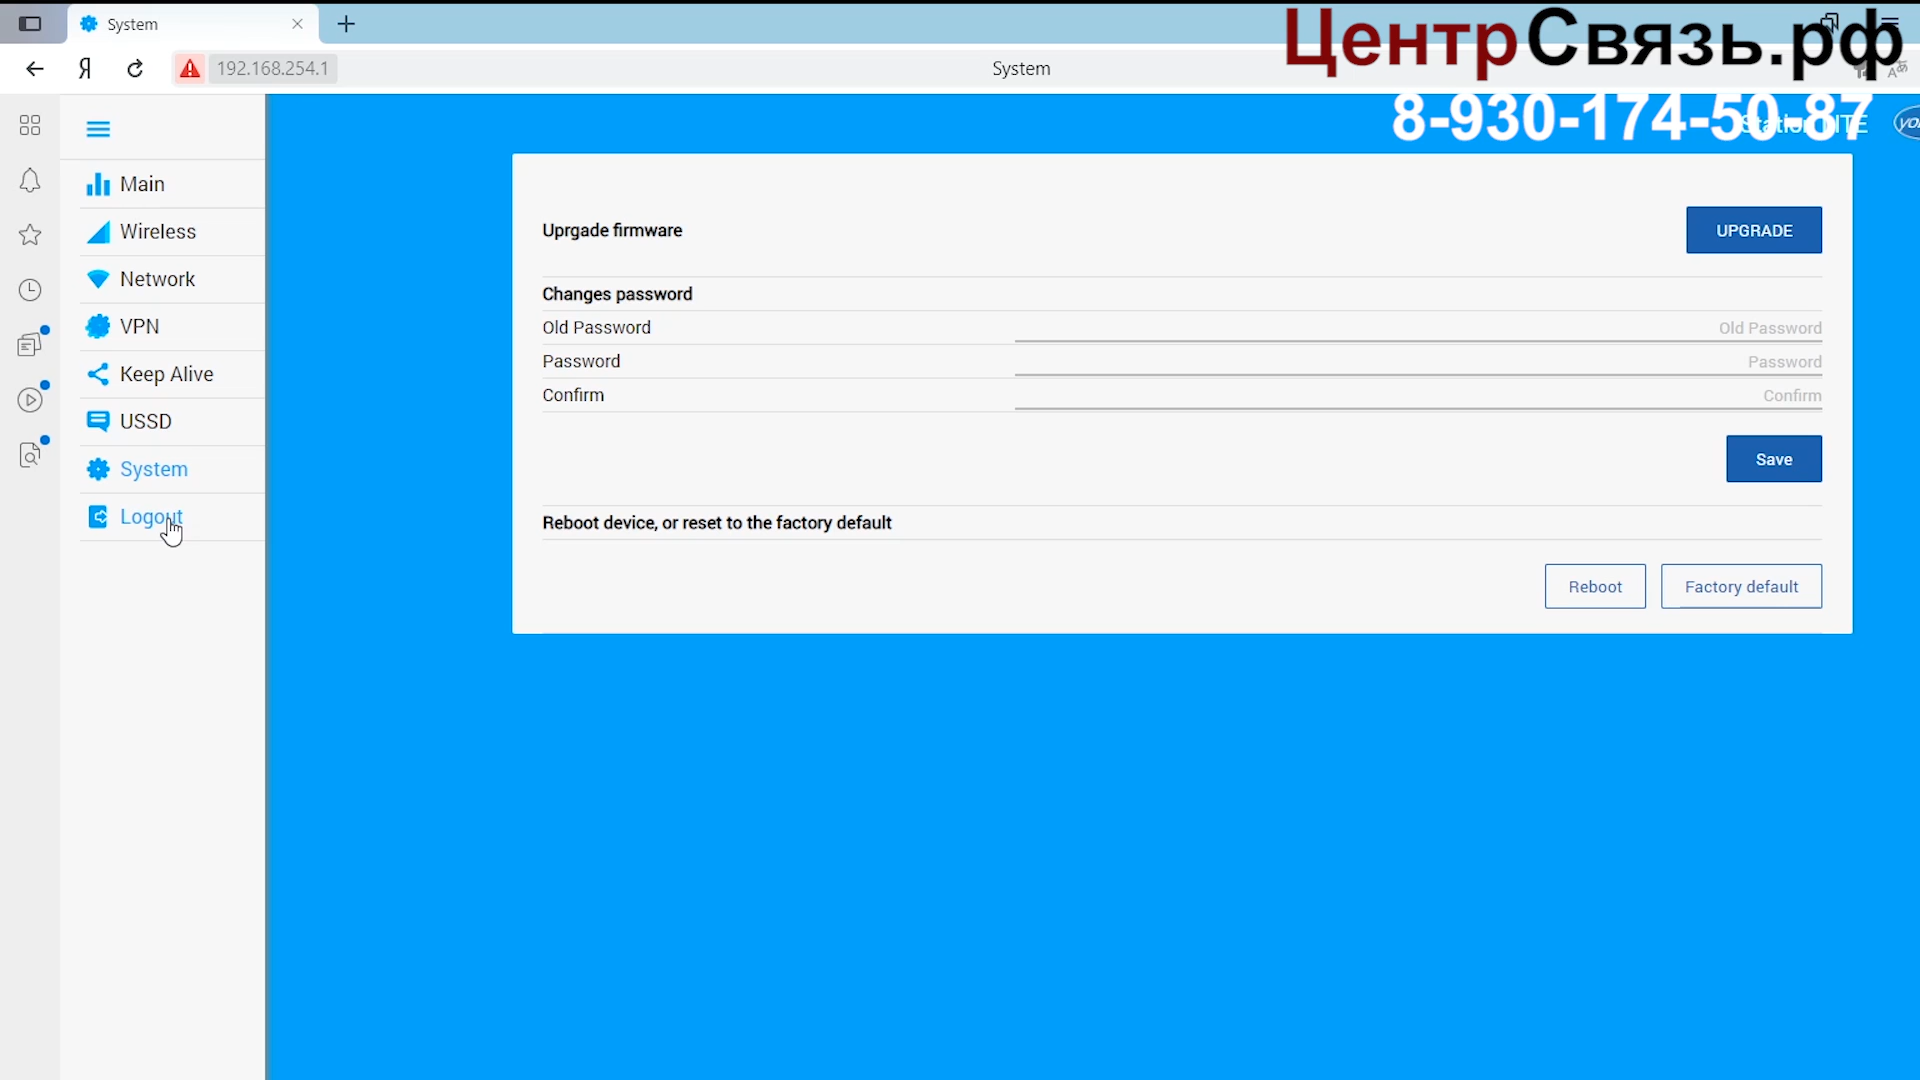 System
Я 192.168.254.1 System
ЦентрСвязь.рф
8-930-174-50-87
Main
Wireless
Network
VPN
Keep Alive
USSD
System
Logout
Uprgade firmware UPGRADE
Changes password
Old Password Old Password
Password Password
Confirm Confirm
Save
Reboot device, or reset to the factory default
Reboot Factory default